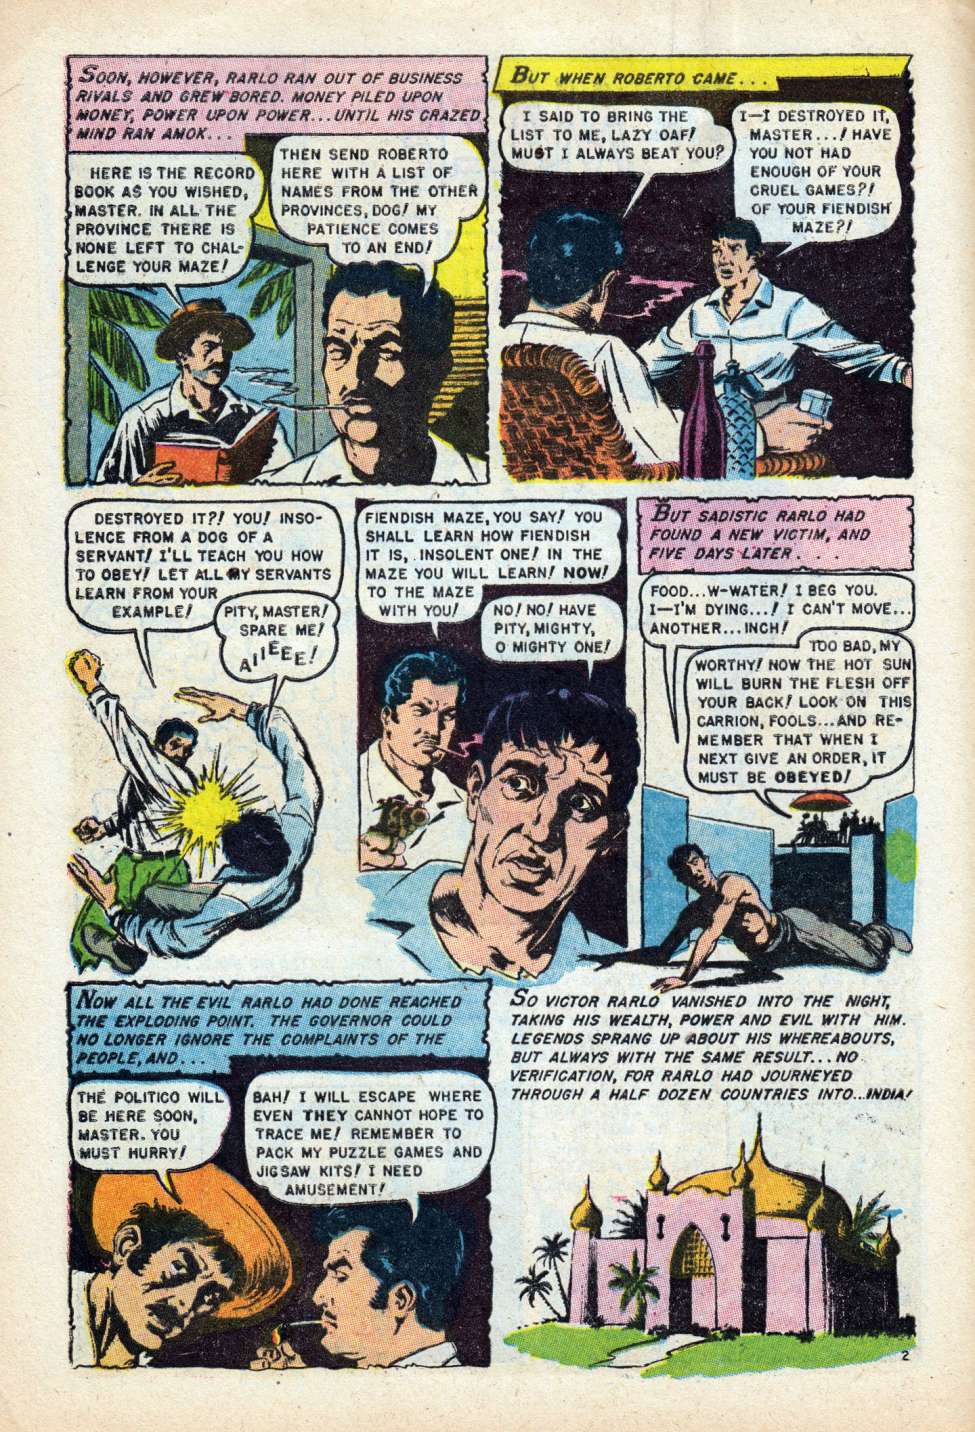 SOON, HOWEVER, RARLO RAN OUT OF BUSINESS
RIVALS AND GREW BORED. MONEY PILED UPON
MONEY, POWER UPON POWER...UNTIL HIS CRAZED
MIND RAN AMOK...
HERE IS THE RECORD
BOOK AS YOU WISHED,
MASTER. IN ALL THE
PROVINCE THERE IS
NONE LEFT TO CHAL-
LENGE YOUR MAZE!
THEN SEND ROBERTO
HERE WITH A LIST OF
NAMES FROM THE OTHER
PROVINCES, DOG! MY
PATIENCE COMES
TO AN END!
BUT WHEN ROBERTO CAME...
I SAID TO BRING THE
LIST TO ME, LAZY OAF!
MUST I ALWAYS BEAT YOU?
I—I DESTROYED IT,
MASTER...! HAVE
YOU NOT HAD
ENOUGH OF YOUR
CRUEL GAMES?!
OF YOUR FIENDISH
MAZE?!
DESTROYED IT?! YOU! INSO-
LENCE FROM A DOG OF A
SERVANT! I'LL TEACH YOU HOW
TO OBEY! LET ALL MY SERVANTS
LEARN FROM YOUR
EXAMPLE!
PITY, MASTER!
SPARE ME!
AIIEEEE!
FIENDISH MAZE, YOU SAY! YOU
SHALL LEARN HOW FIENDISH
IT IS, INSOLENT ONE! IN THE
MAZE YOU WILL LEARN! NOW!
TO THE MAZE
WITH YOU!
NO! NO! HAVE
PITY, MIGHTY,
O MIGHTY ONE!
BUT SADISTIC RARLO HAD
FOUND A NEW VICTIM, AND
FIVE DAYS LATER....
FOOD...W-WATER! I BEG YOU.
I—I'M DYING...! I CAN'T MOVE...
ANOTHER...INCH!
TOO BAD, MY
WORTHY! NOW THE HOT SUN
WILL BURN THE FLESH OFF
YOUR BACK! LOOK ON THIS
CARRION, FOOLS...AND RE-
MEMBER THAT WHEN I
NEXT GIVE AN ORDER, IT
MUST BE OBEYED!
NOW ALL THE EVIL RARLO HAD DONE REACHED
THE EXPLODING POINT. THE GOVERNOR COULD
NO LONGER IGNORE THE COMPLAINTS OF THE
PEOPLE, AND...
THE POLITICO WILL
BE HERE SOON,
MASTER. YOU
MUST HURRY!
BAH! I WILL ESCAPE WHERE
EVEN THEY CANNOT HOPE TO
TRACE ME! REMEMBER TO
PACK MY PUZZLE GAMES AND
JIGSAW KITS! I NEED
AMUSEMENT!
SO VICTOR RARLO VANISHED INTO THE NIGHT,
TAKING HIS WEALTH, POWER AND EVIL WITH HIM.
LEGENDS SPRANG UP ABOUT HIS WHEREABOUTS,
BUT ALWAYS WITH THE SAME RESULT...NO
VERIFICATION, FOR RARLO HAD JOURNEYED
THROUGH A HALF DOZEN COUNTRIES INTO...INDIA!
2